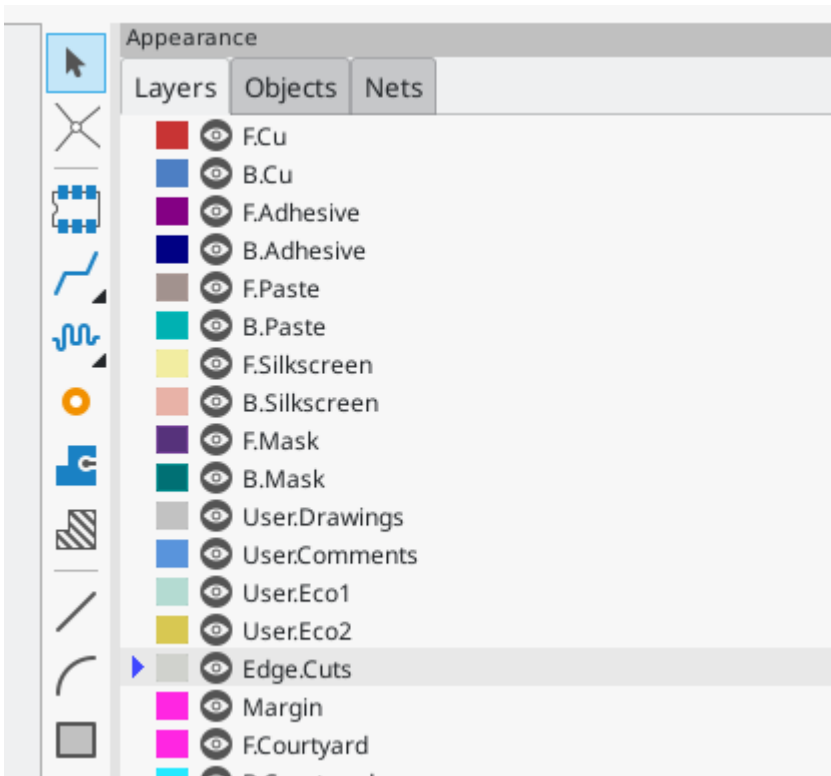 Appearance
Layers Objects Nets
F.Cu
B.Cu
F.Adhesive
B.Adhesive
F.Paste
B.Paste
F.Silkscreen
B.Silkscreen
F.Mask
B.Mask
User.Drawings
User.Comments
User.Eco1
User.Eco2
Edge.Cuts
Margin
F.Courtyard